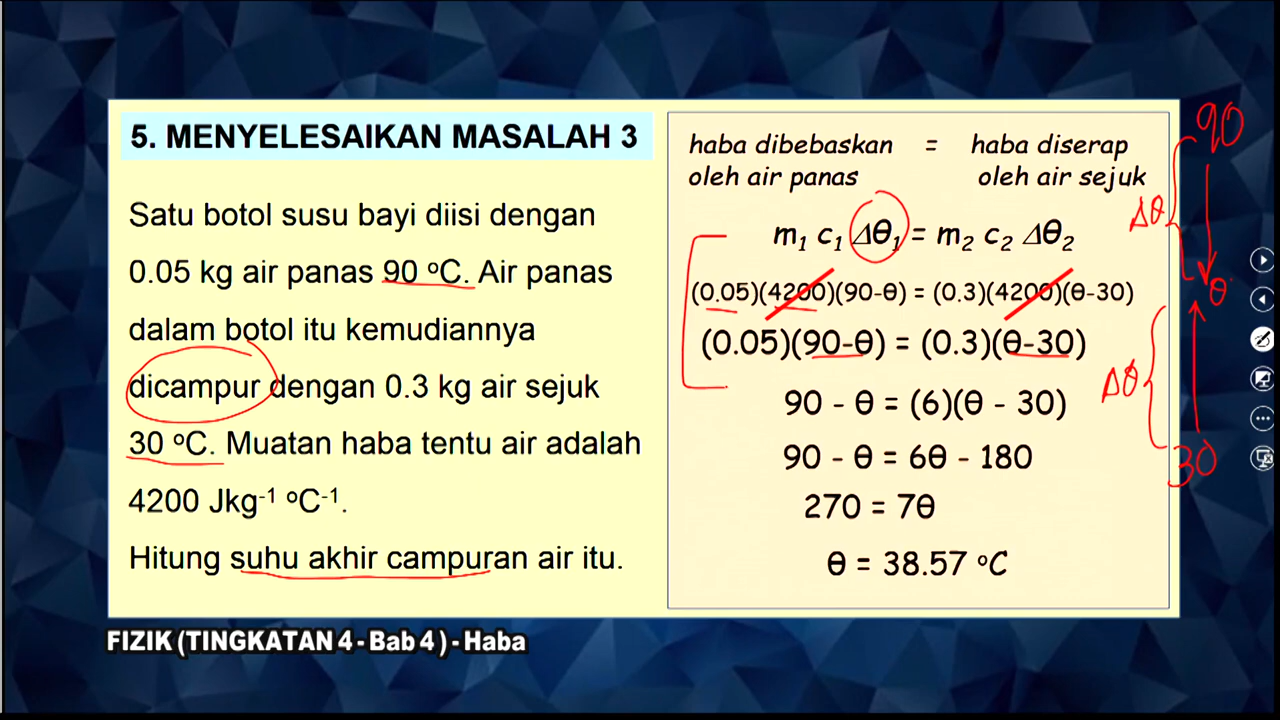 5. MENYELESAIKAN MASALAH 3
Satu botol susu bayi diisi dengan
0.05 kg air panas 90 ºC. Air panas
dalam botol itu kemudiannya
dicampur dengan 0.3 kg air sejuk
30 ºC. Muatan haba tentu air adalah
4200 Jkg⁻¹ ºC⁻¹.
Hitung suhu akhir campuran air itu.
haba dibebaskan = haba diserap
oleh air panas oleh air sejuk
m₁ c₁ Δθ₁ = m₂ c₂ Δθ₂
(0.05)(4200)(90-θ) = (0.3)(4200)(θ-30)
(0.05)(90-θ) = (0.3)(θ-30)
90 - θ = (6)(θ - 30)
90 - θ = 6θ - 180
270 = 7θ
θ = 38.57 ºC
90
Δθ
θ
Δθ
30
FIZIK (TINGKATAN 4 - Bab 4 ) - Haba